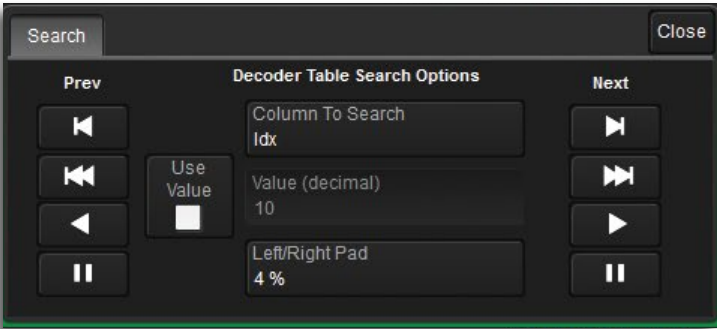 Search
Close
Prev
Decoder Table Search Options
Next
Column To Search
Idx
Use
Value
Value (decimal)
10
Left/Right Pad
4 %